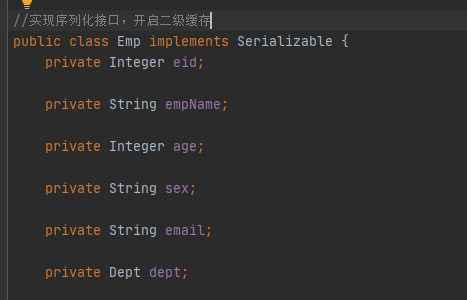 //实现序列化接口，开启二级缓存
public class Emp implements Serializable {
private Integer eid;
private String empName;
private Integer age;
private String sex;
private String email;
private Dept dept;